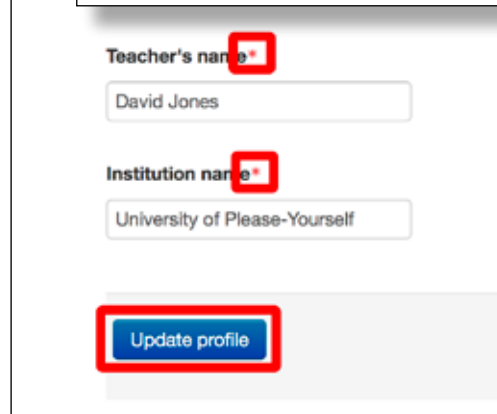 Teacher's name*
David Jones
Institution name*
University of Please-Yourself
Update profile